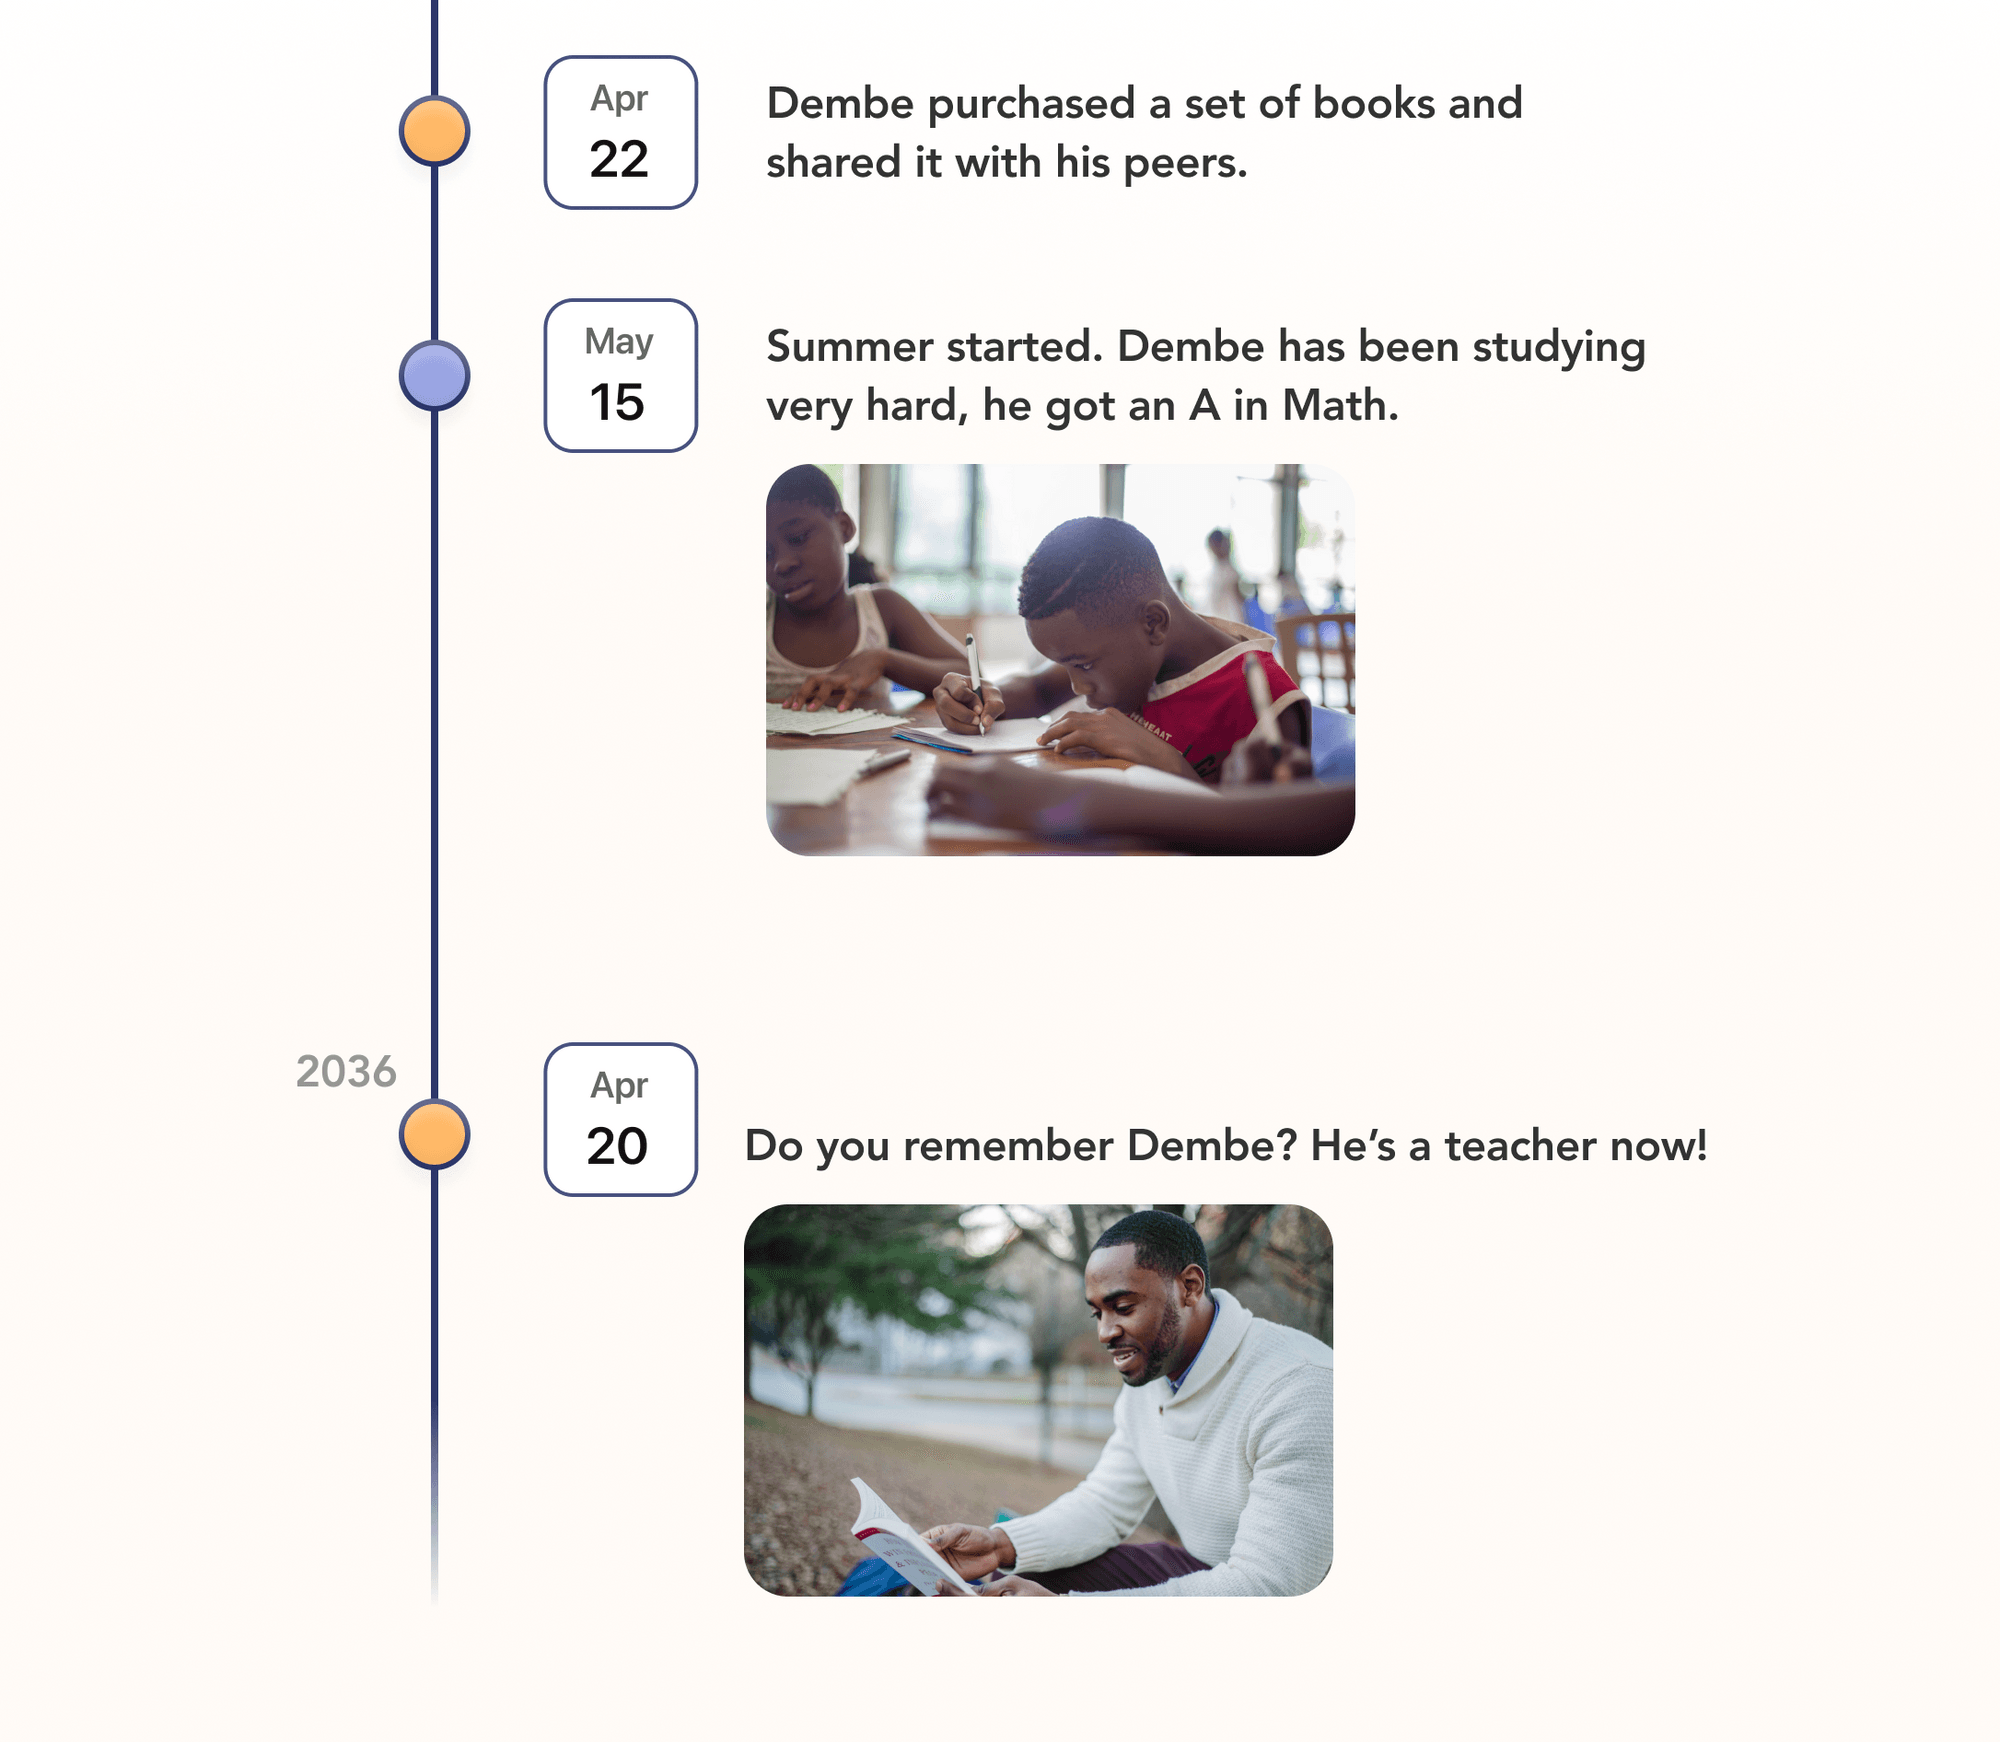 Apr
22
Dembe purchased a set of books and
shared it with his peers.
May
15
Summer started. Dembe has been studying
very hard, he got an A in Math.
2036
Apr
20
Do you remember Dembe? He’s a teacher now!